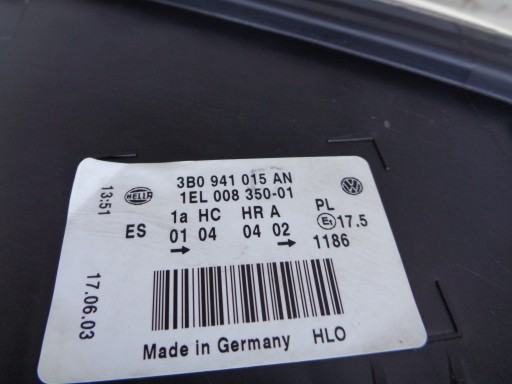 3B0 941 015 AN
1EL 008 350-01
HELLA
1a HC HR A PL
ES 01 04 04 02 E1 17.5
1186
13:51
17.06.03
Made in Germany HLO